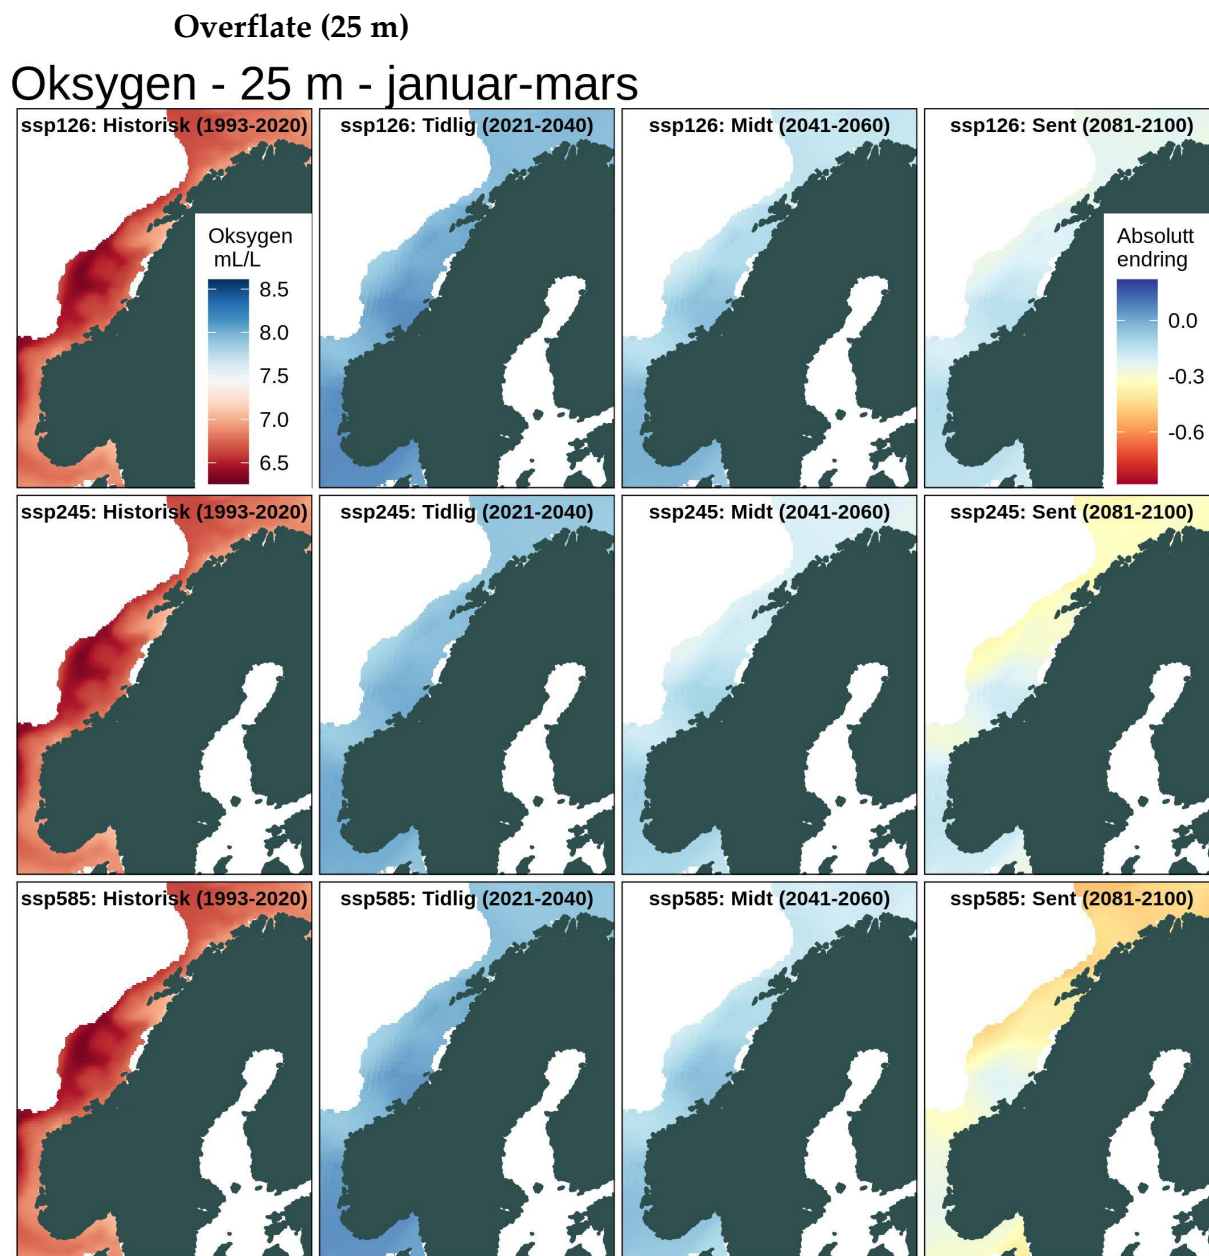 Overflate (25 m)
Oksygen - 25 m - januar-mars
ssp126: Historisk (1993-2020)
ssp126: Tidlig (2021-2040)
ssp126: Midt (2041-2060)
ssp126: Sent (2081-2100)
Oksygen
mL/L
8.5
8.0
7.5
7.0
6.5
Absolutt
endring
0.0
-0.3
-0.6
ssp245: Historisk (1993-2020)
ssp245: Tidlig (2021-2040)
ssp245: Midt (2041-2060)
ssp245: Sent (2081-2100)
ssp585: Historisk (1993-2020)
ssp585: Tidlig (2021-2040)
ssp585: Midt (2041-2060)
ssp585: Sent (2081-2100)